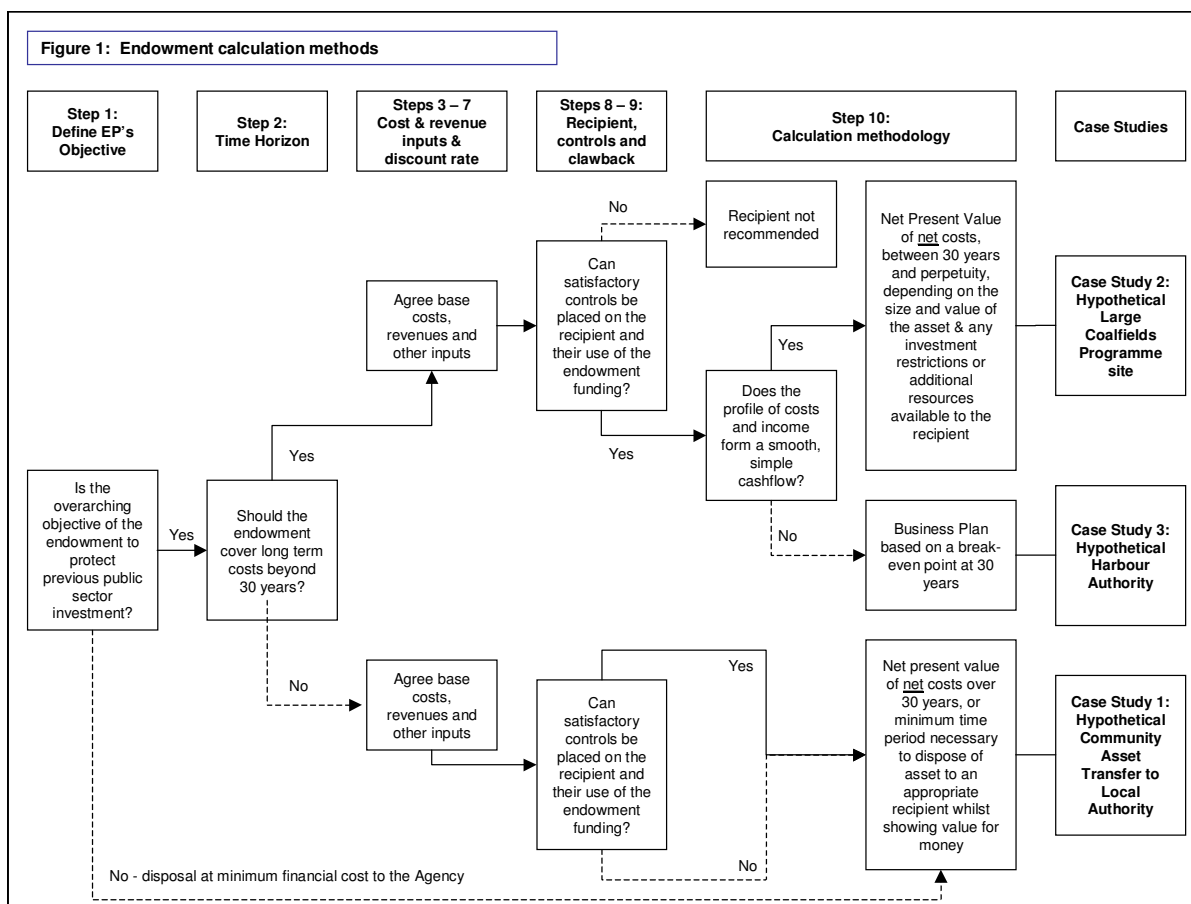 Figure 1: Endowment calculation methods
Step 1:
Define EP's
Objective
Step 2:
Time Horizon
Steps 3 – 7
Cost & revenue
inputs &
discount rate
Steps 8 – 9:
Recipient,
controls and
clawback
Step 10:
Calculation methodology
Case Studies
Is the
overarching
objective of the
endowment to
protect
previous public
sector
investment?
Yes
Should the
endowment
cover long term
costs beyond
30 years?
Yes
Agree base
costs,
revenues and
other inputs
Can
satisfactory
controls be
placed on the
recipient and
their use of the
endowment
funding?
No
Recipient not
recommended
Yes
Does the
profile of costs
and income
form a smooth,
simple
cashflow?
Yes
Net Present Value
of net costs,
between 30 years
and perpetuity,
depending on the
size and value of
the asset & any
investment
restrictions or
additional
resources
available to the
recipient
Case Study 2:
Hypothetical
Large
Coalfields
Programme
site
No
Business Plan
based on a break-
even point at 30
years
Case Study 3:
Hypothetical
Harbour
Authority
No
Agree base
costs,
revenues and
other inputs
Can
satisfactory
controls be
placed on the
recipient and
their use of the
endowment
funding?
Yes
No
Net present value
of net costs over
30 years, or
minimum time
period necessary
to dispose of
asset to an
appropriate
recipient whilst
showing value for
money
Case Study 1:
Hypothetical
Community
Asset
Transfer to
Local
Authority
No - disposal at minimum financial cost to the Agency